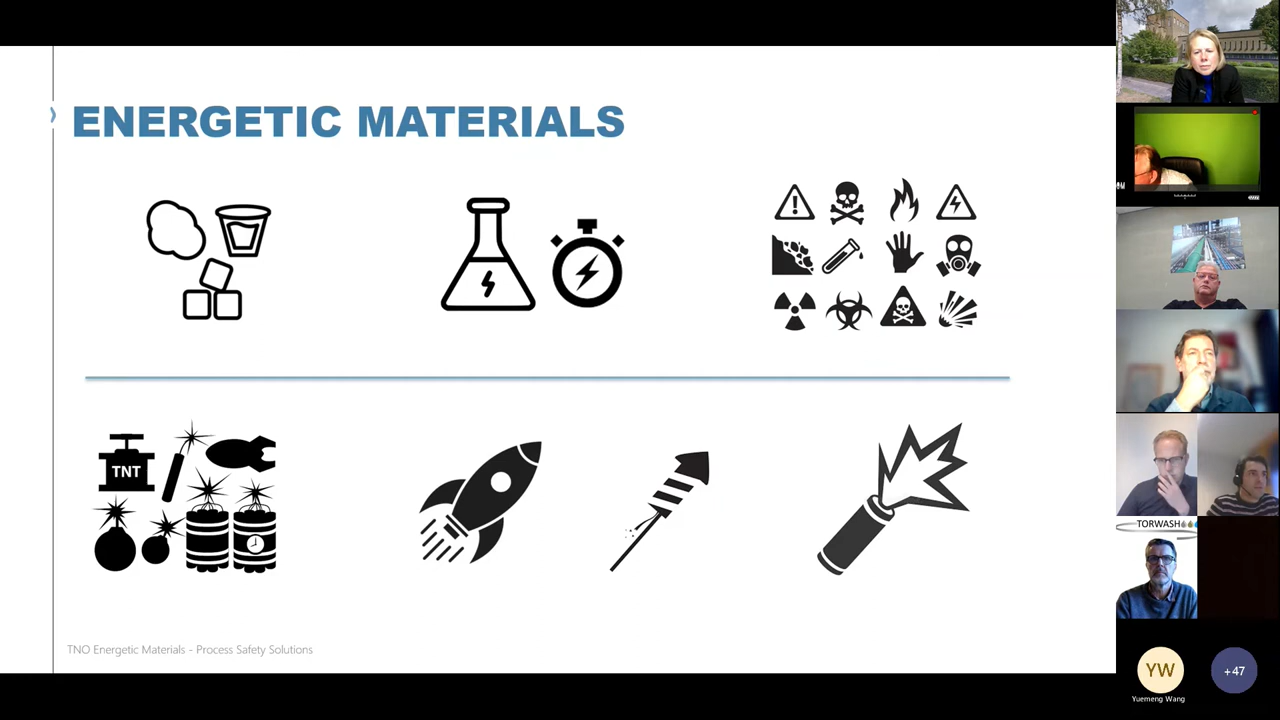 ENERGETIC MATERIALS
TNT
TNO Energetic Materials - Process Safety Solutions
TORWASH
YW
+47
Yuemeng Wang